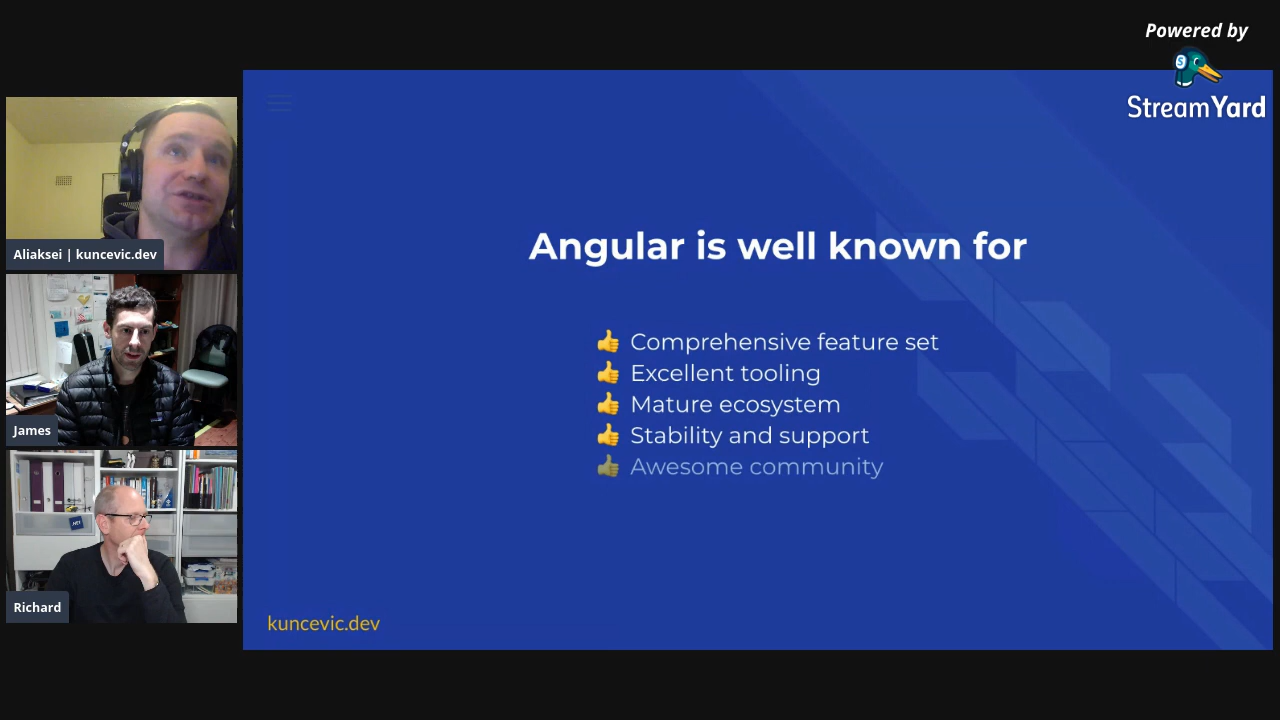 Powered by
StreamYard
Aliaksei | kuncevic.dev
James
Richard
Angular is well known for
👍 Comprehensive feature set
👍 Excellent tooling
👍 Mature ecosystem
👍 Stability and support
👍 Awesome community
kuncevic.dev
.NET